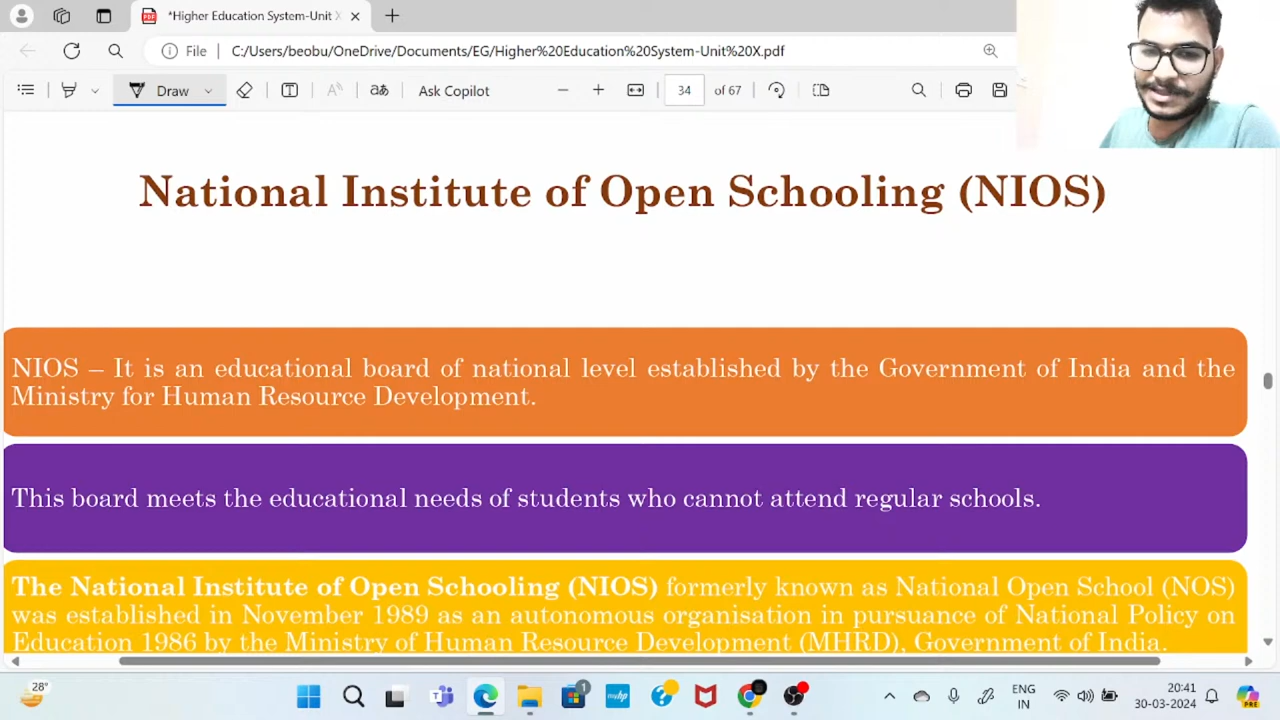 *Higher Education System-Unit X
File
C:/Users/beobu/OneDrive/Documents/EG/Higher%20Education%20System-Unit%20X.pdf
Draw
aあ
Ask Copilot
34
of 67
National Institute of Open Schooling (NIOS)
NIOS – It is an educational board of national level established by the Government of India and the
Ministry for Human Resource Development.
This board meets the educational needs of students who cannot attend regular schools.
The National Institute of Open Schooling (NIOS) formerly known as National Open School (NOS)
was established in November 1989 as an autonomous organisation in pursuance of National Policy on
Education 1986 by the Ministry of Human Resource Development (MHRD), Government of India.
28°
1
ENG
IN
20:41
30-03-2024
PRE